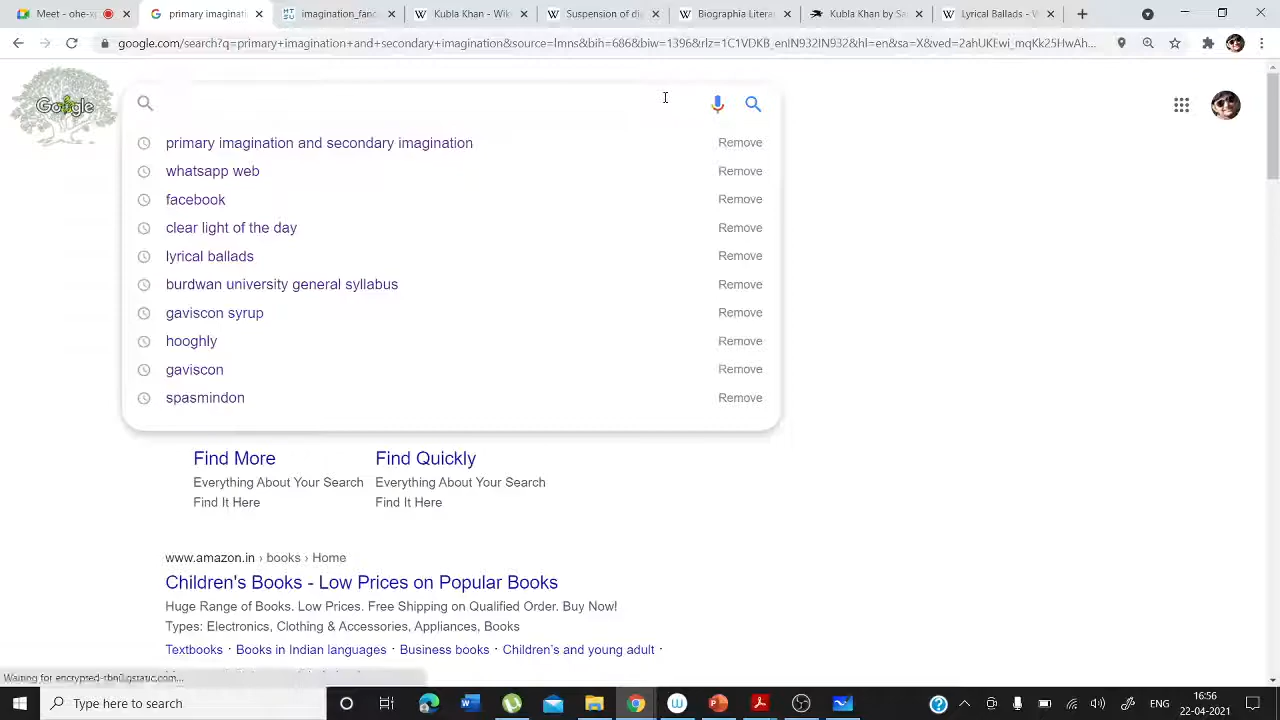 Meet - ohe-x
primary imaginati
imagination_fanc
Kubla Khan - Wiki
Suspension of di
Biographia Litera
Kubla Khan by Sa
Lyrical Ballads - W
google.com/search?q=primary+imagination+and+secondary+imagination&source=lmns&bih=686&biw=1396&rlz=1C1VDKB_enIN932IN932&hl=en&sa=X&ved=2ahUKEwi_mqKk25HwAh...
Google
primary imagination and secondary imagination Remove
whatsapp web Remove
facebook Remove
clear light of the day Remove
lyrical ballads Remove
burdwan university general syllabus Remove
gaviscon syrup Remove
hooghly Remove
gaviscon Remove
spasmindon Remove
Find More Find Quickly
Everything About Your Search Everything About Your Search
Find It Here Find It Here
www.amazon.in › books › Home
Children's Books - Low Prices on Popular Books
Huge Range of Books. Low Prices. Free Shipping on Qualified Order. Buy Now!
Types: Electronics, Clothing & Accessories, Appliances, Books
Textbooks · Books in Indian languages · Business books · Children's and young adult ·
Waiting for
Type here to search
16:56
22-04-2021